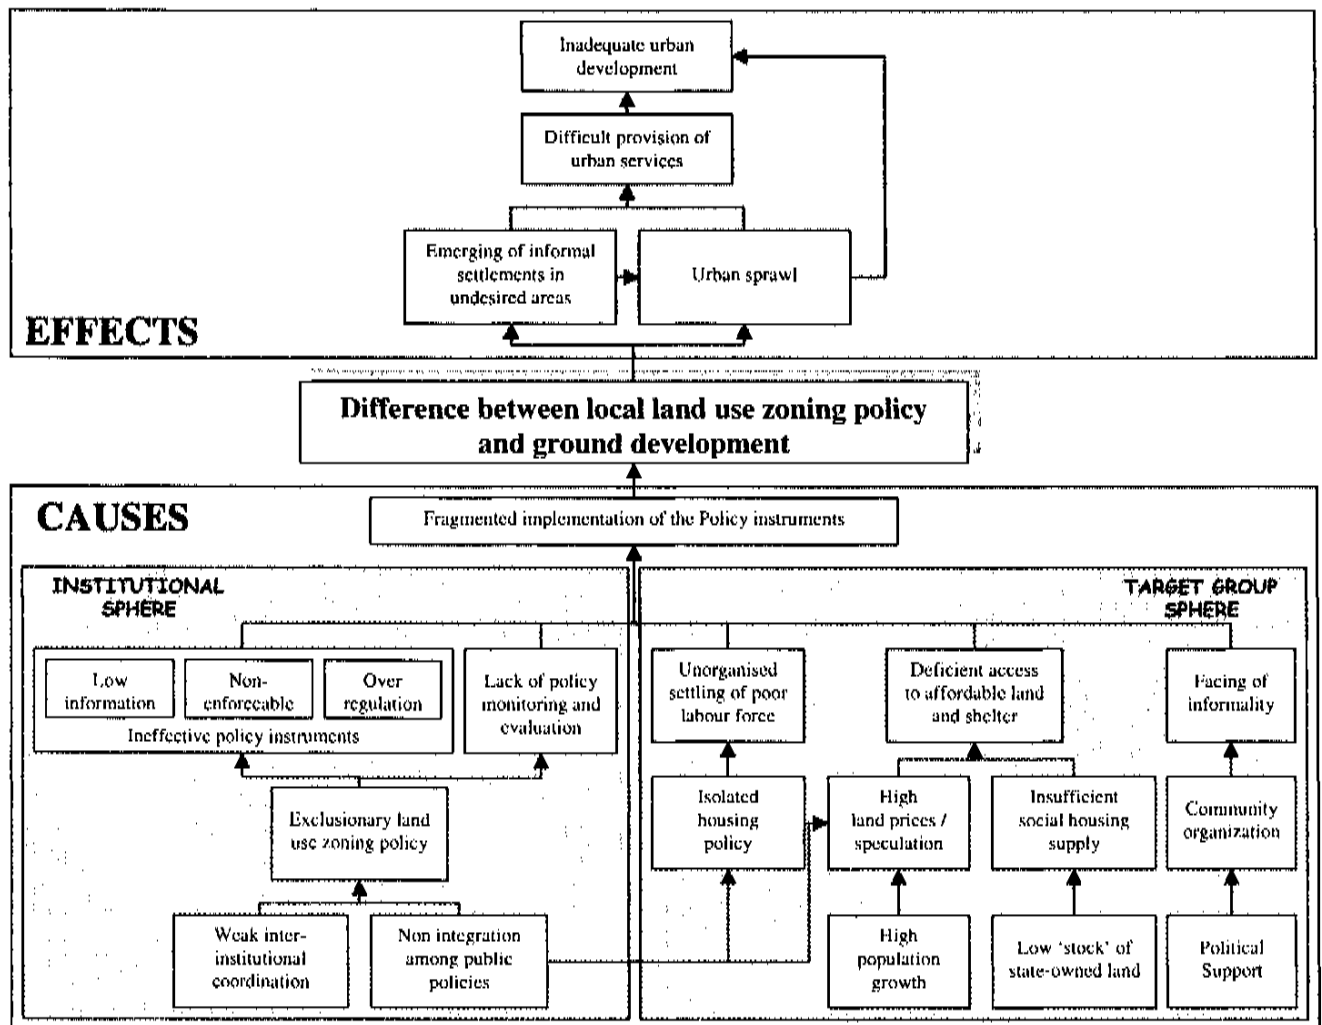 Inadequate urban
development
Difficult provision of
urban services
Emerging of informal
settlements in
undesired areas
Urban sprawl
EFFECTS
Difference between local land use zoning policy
and ground development
CAUSES
Fragmented implementation of the Policy instruments
INSTITUTIONAL
SPHERE
TARGET GROUP
SPHERE
Low
information
Non-
enforceable
Over
regulation
Ineffective policy instruments
Lack of policy
monitoring and
evaluation
Unorganised
settling of poor
labour force
Deficient access
to affordable land
and shelter
Facing of
informality
Exclusionary land
use zoning policy
Isolated
housing
policy
High
land prices /
speculation
Insufficient
social housing
supply
Community
organization
Weak inter-
institutional
coordination
Non integration
among public
policies
High
population
growth
Low 'stock' of
state-owned land
Political
Support